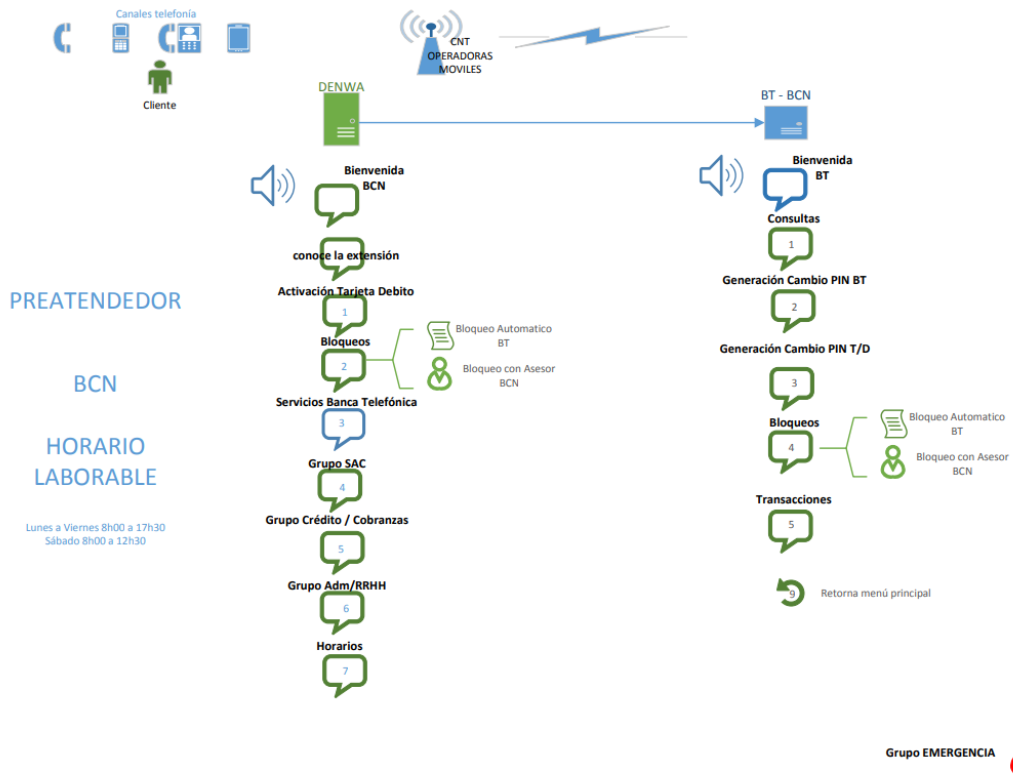 Canales telefonía
CNT
OPERADORAS
MOVILES
Cliente
DENWA
BT - BCN
Bienvenida
BCN
conoce la extensión
Activación Tarjeta Debito
1
Bloqueos
2
Bloqueo Automatico
BT
Bloqueo con Asesor
BCN
Servicios Banca Telefónica
3
Grupo SAC
4
Grupo Crédito / Cobranzas
5
Grupo Adm/RRHH
6
Horarios
7
PREATENDEDOR
BCN
HORARIO
LABORABLE
Lunes a Viernes 8h00 a 17h30
Sábado 8h00 a 12h30
Bienvenida
BT
Consultas
1
Generación Cambio PIN BT
2
Generación Cambio PIN T/D
3
Bloqueos
4
Bloqueo Automatico
BT
Bloqueo con Asesor
BCN
Transacciones
5
9
Retorna menú principal
Grupo EMERGENCIA